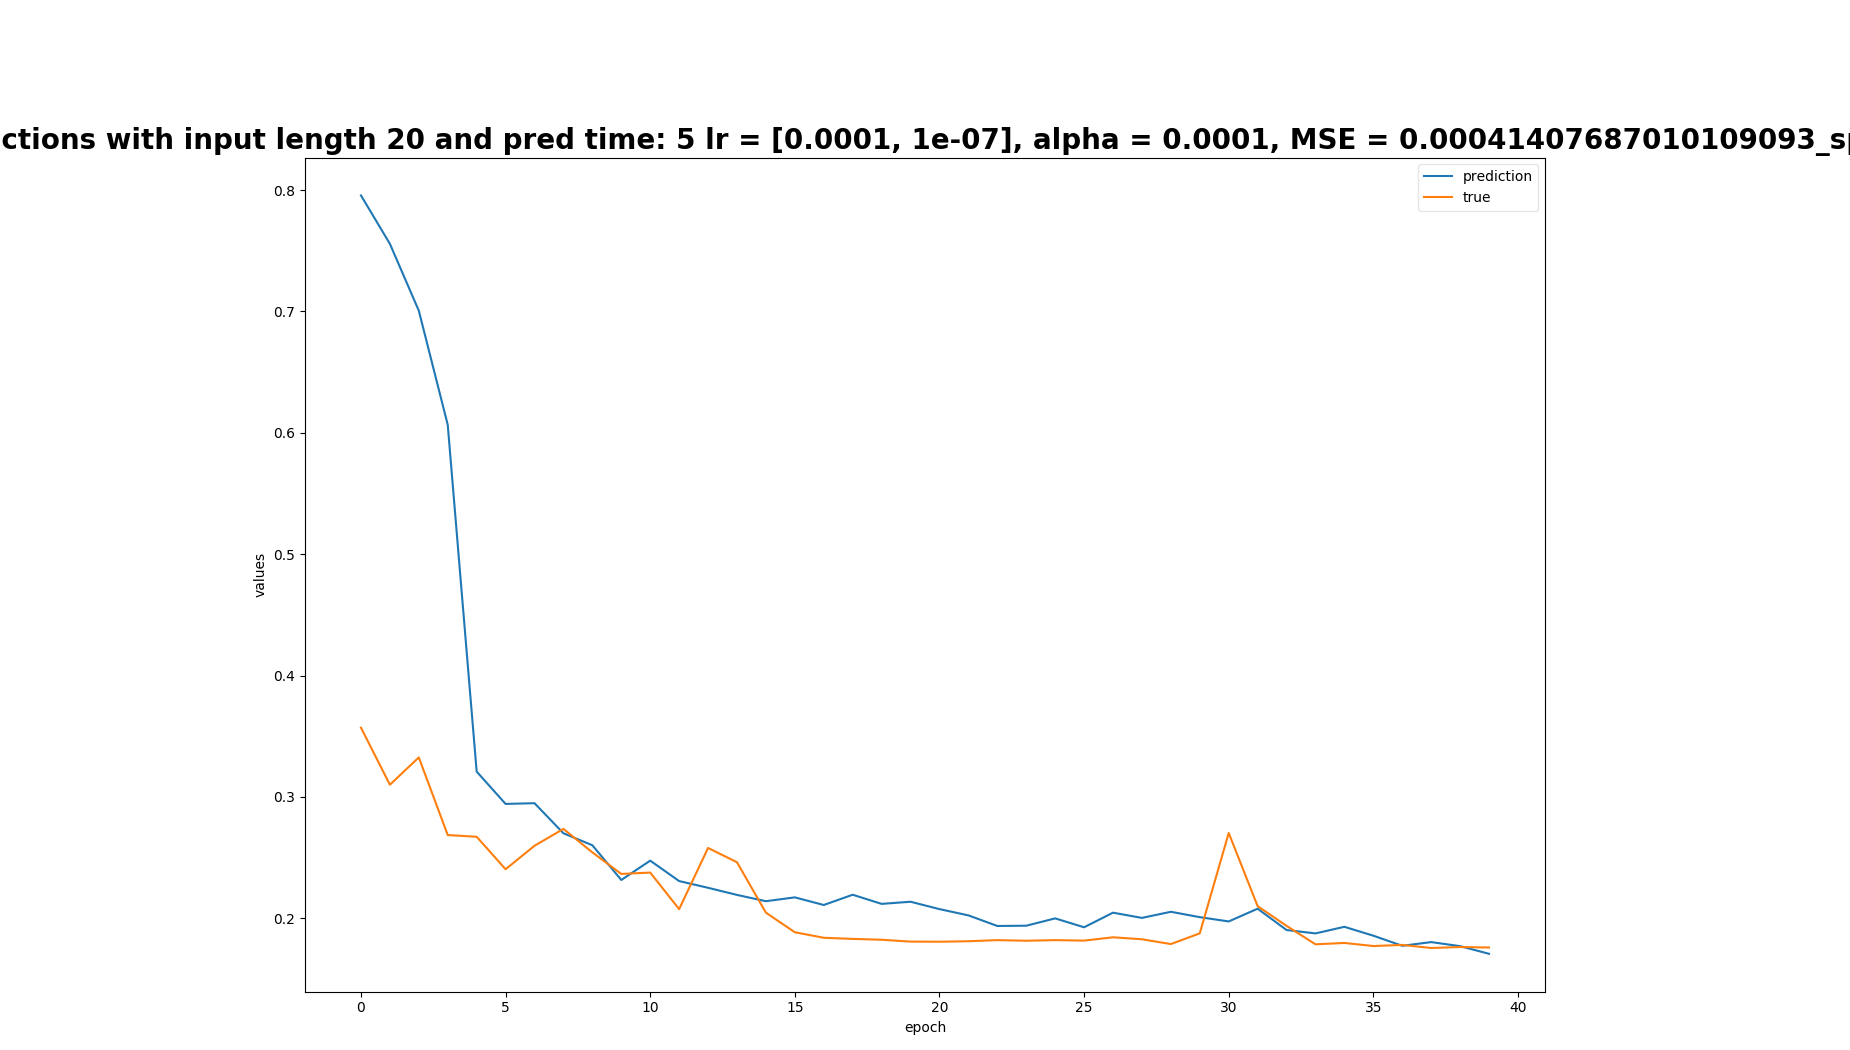 ctions with input length 20 and pred time: 5 lr = [0.0001, 1e-07], alpha = 0.0001, MSE = 0.00041407687010109093_sp
prediction
true
0.8
0.7
0.6
0.5
0.4
0.3
0.2
values
0 5 10 15 20 25 30 35 40
epoch